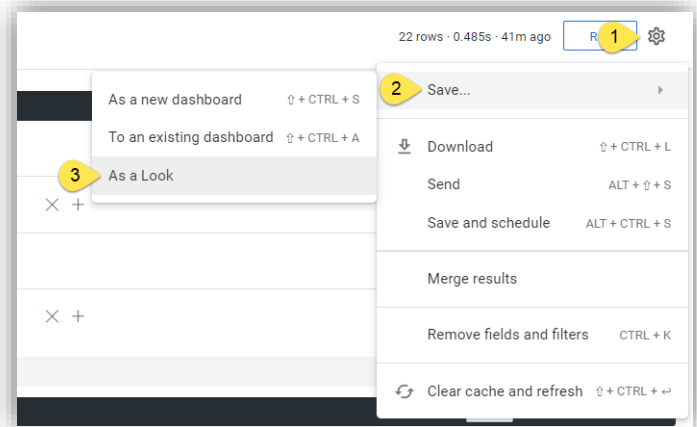 22 rows · 0.485s · 41m ago
R 1
2 Save...
As a new dashboard ⇧ + CTRL + S
To an existing dashboard ⇧ + CTRL + A
3 As a Look
Download ⇧ + CTRL + L
Send ALT + ⇧ + S
Save and schedule ALT + CTRL + S
Merge results
Remove fields and filters CTRL + K
Clear cache and refresh ⇧ + CTRL + ↩